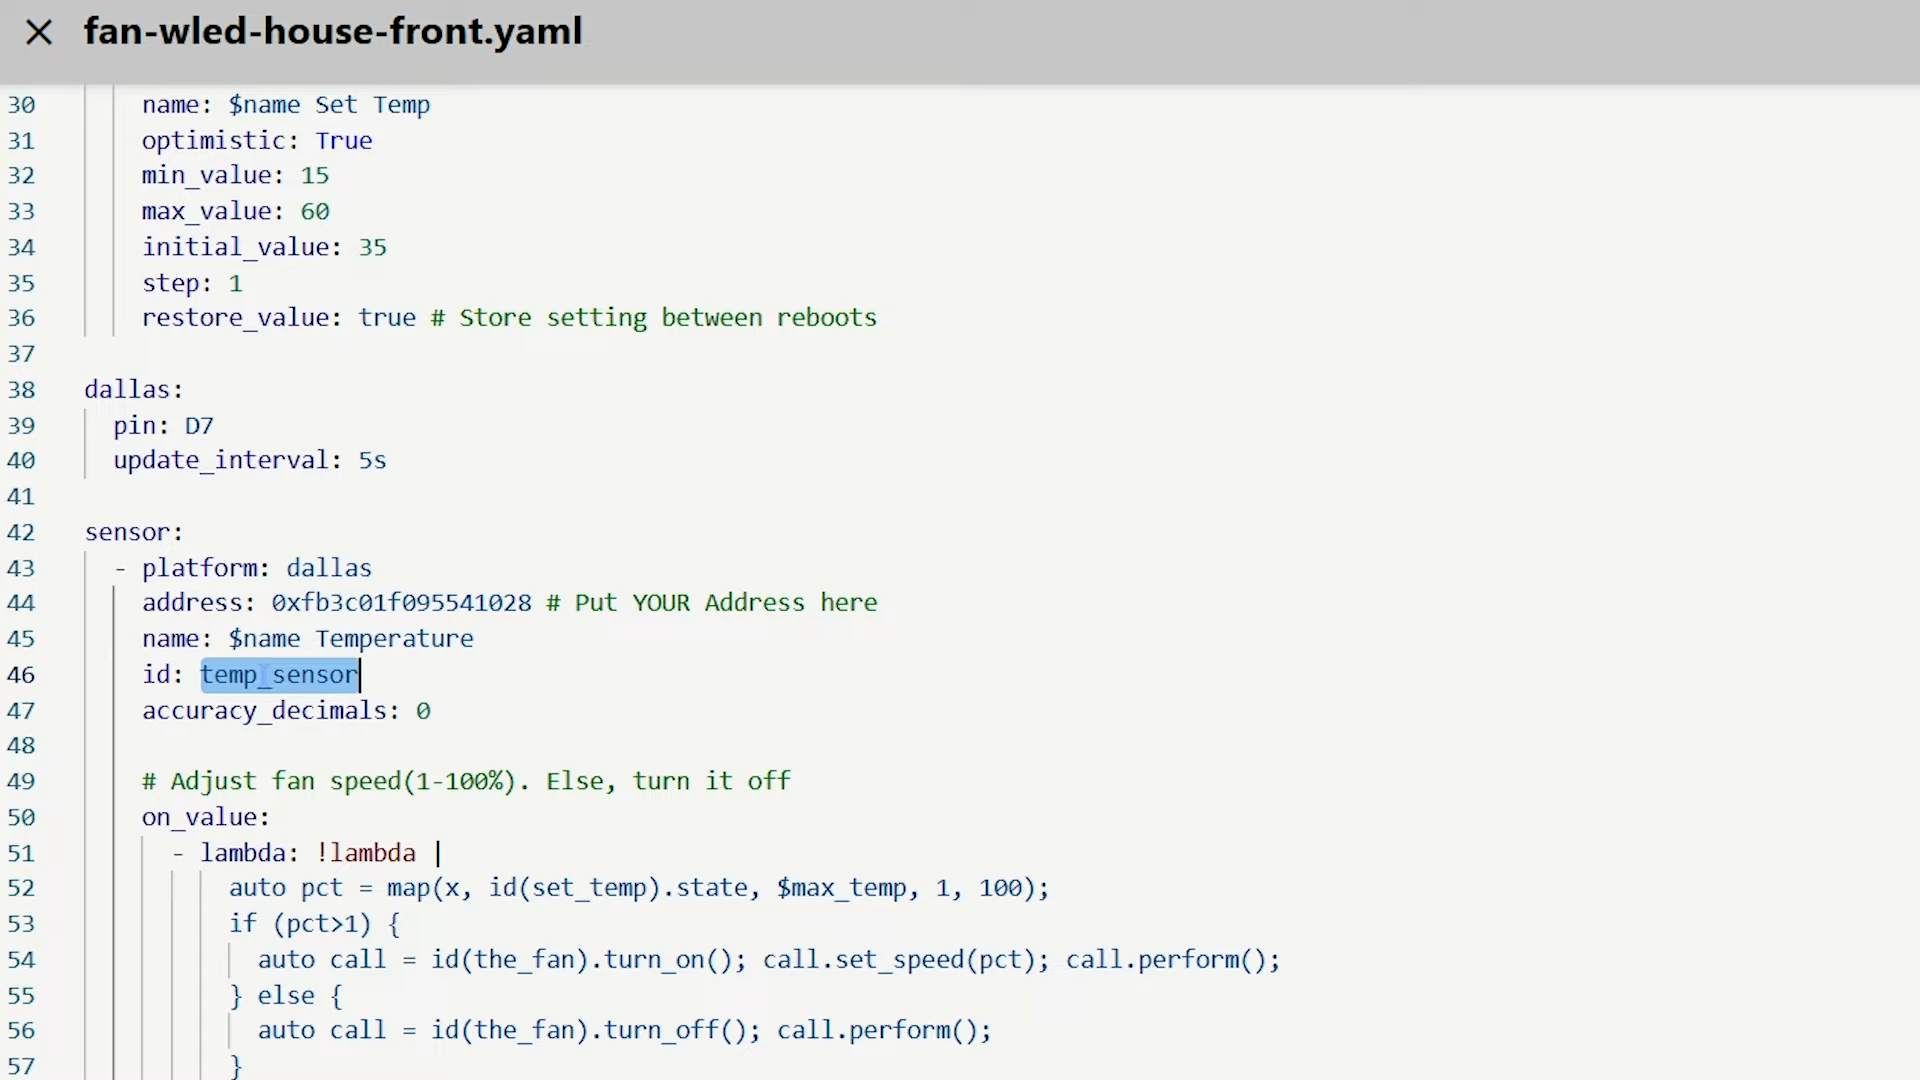 fan-wled-house-front.yaml
30 name: $name Set Temp
31 optimistic: True
32 min_value: 15
33 max_value: 60
34 initial_value: 35
35 step: 1
36 restore_value: true # Store setting between reboots
37
38 dallas:
39 pin: D7
40 update_interval: 5s
41
42 sensor:
43 - platform: dallas
44 address: 0xfb3c01f095541028 # Put YOUR Address here
45 name: $name Temperature
46 id: temp_sensor
47 accuracy_decimals: 0
48
49 # Adjust fan speed(1-100%). Else, turn it off
50 on_value:
51 - lambda: !lambda |
52 auto pct = map(x, id(set_temp).state, $max_temp, 1, 100);
53 if (pct>1) {
54 auto call = id(the_fan).turn_on(); call.set_speed(pct); call.perform();
55 } else {
56 auto call = id(the_fan).turn_off(); call.perform();
57 }